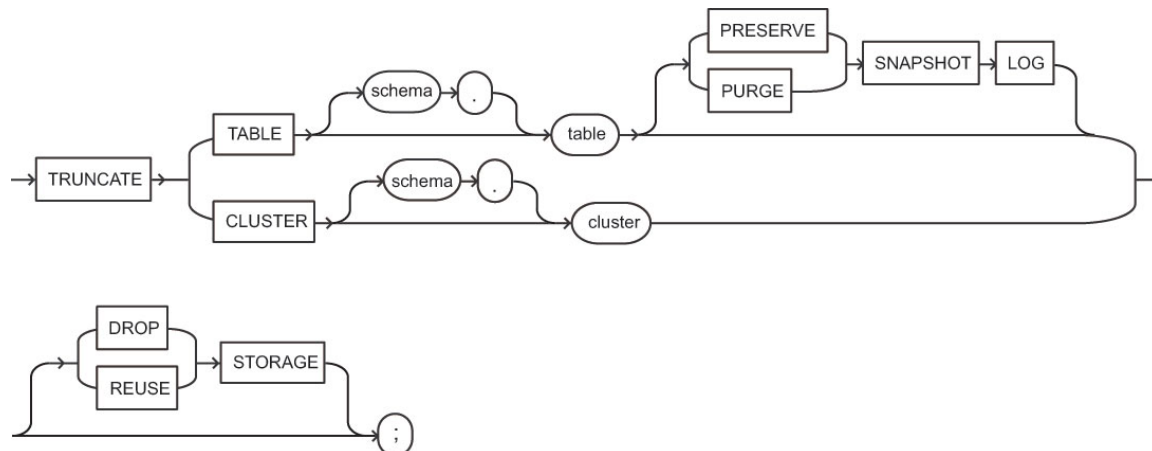 PRESERVE
PURGE
SNAPSHOT LOG
schema .
TABLE
table
TRUNCATE
schema .
CLUSTER
cluster
DROP
REUSE
STORAGE
;